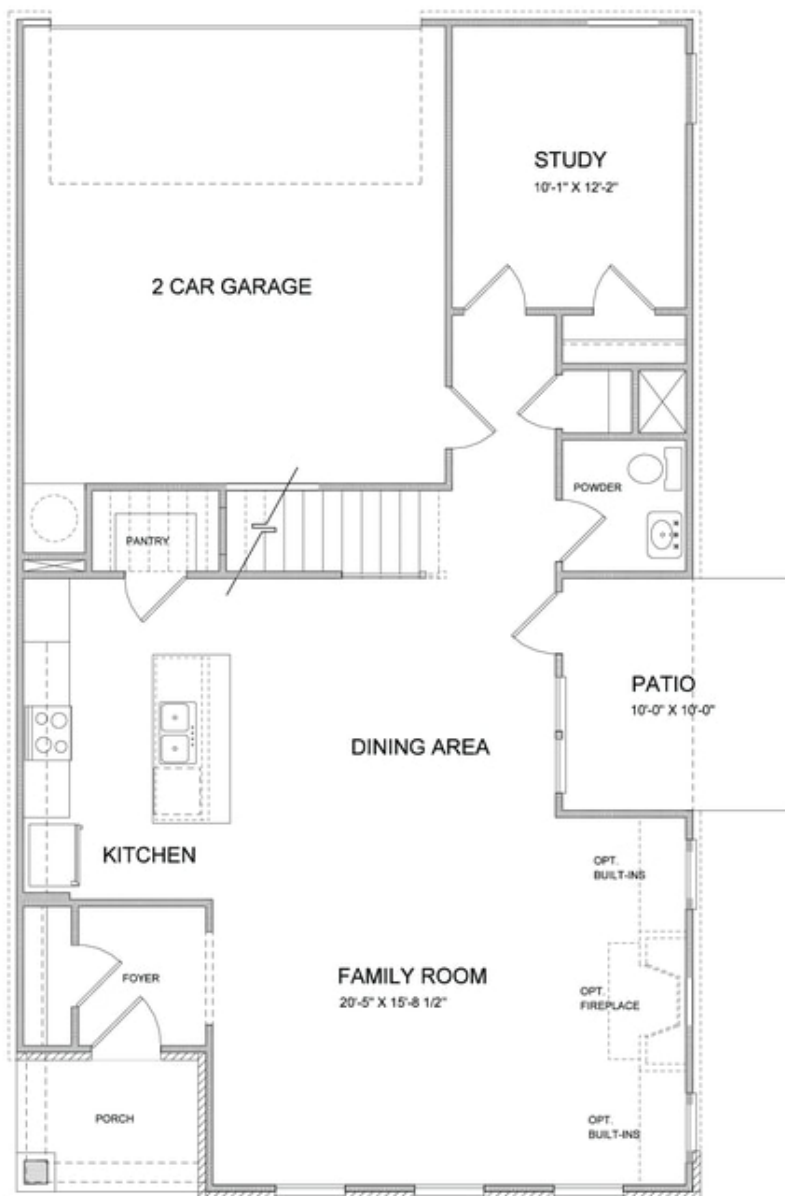 STUDY
10'-1" X 12'-2"
2 CAR GARAGE
POWDER
PANTRY
PATIO
10'-0" X 10'-0"
DINING AREA
KITCHEN
OPT.
BUILT-INS
FOYER
FAMILY ROOM
20'-5" X 15'-8 1/2"
OPT.
FIREPLACE
PORCH
OPT.
BUILT-INS